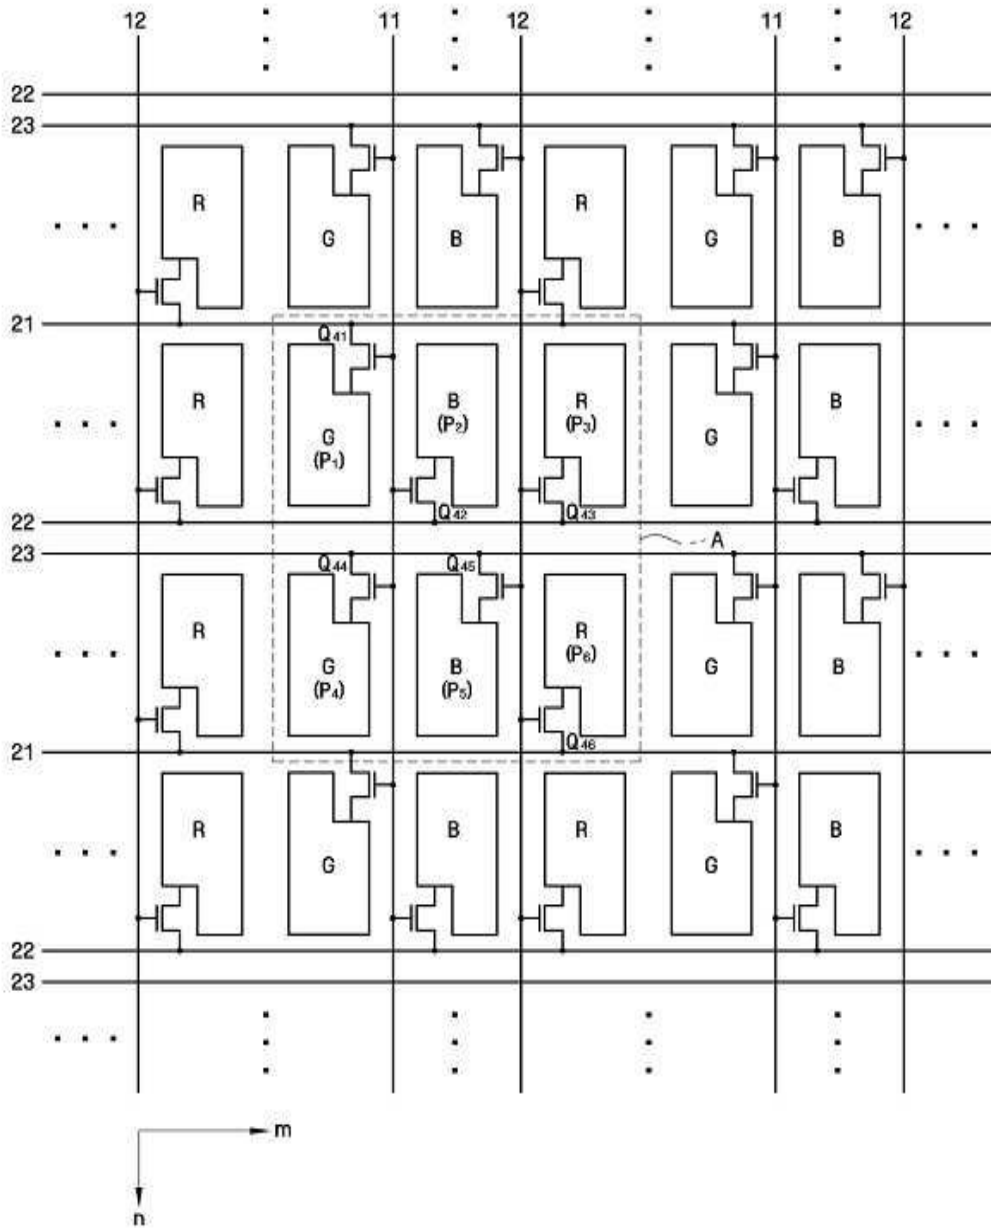 12 11 12 11 12
22
23
R G B R G B
21
Q41
R G (P1) B (P2) R (P3) G B
Q42 Q43
22
A
23
Q44 Q45
R G (P4) B (P5) R (P6) G B
Q46
21
R G B R G B
22
23
m
n